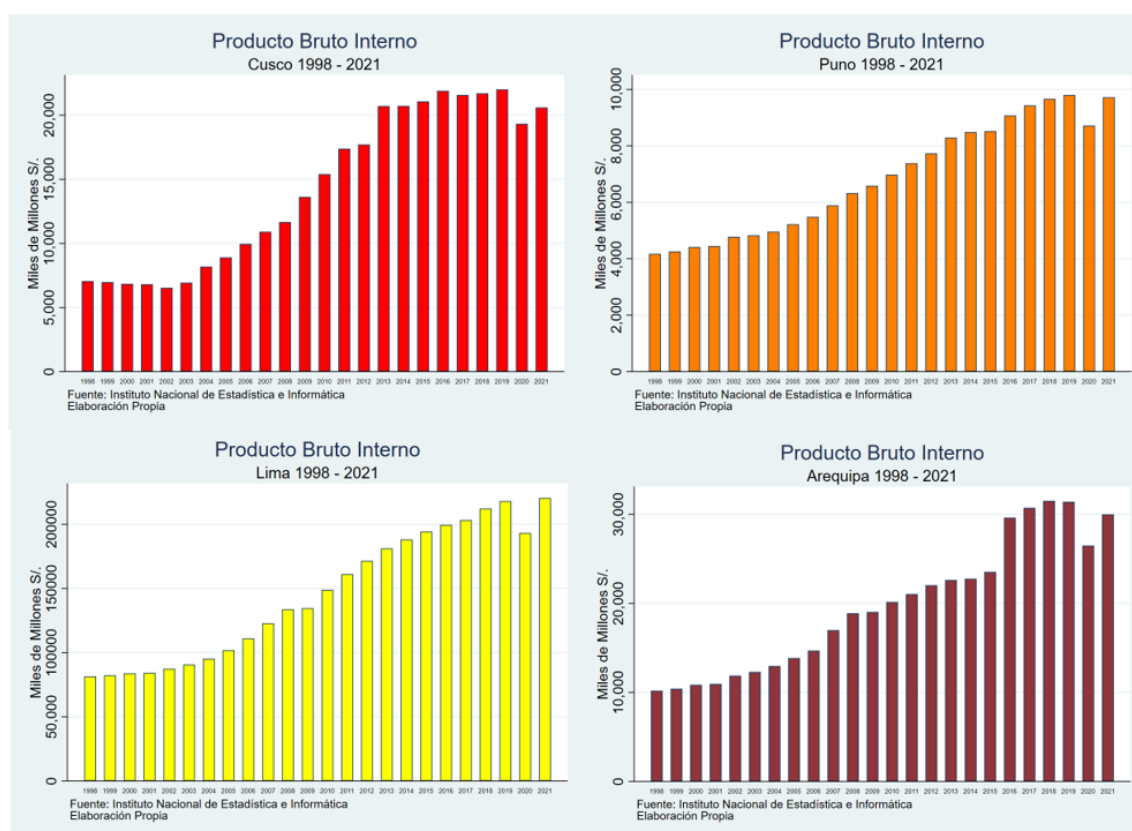 Producto Bruto Interno
Cusco 1998 - 2021
Miles de Millones S/.
20,000
15,000
10,000
5,000
0
1998 1999 2000 2001 2002 2003 2004 2005 2006 2007 2008 2009 2010 2011 2012 2013 2014 2015 2016 2017 2018 2019 2020 2021
Fuente: Instituto Nacional de Estadística e Informática
Elaboración Propia
Producto Bruto Interno
Puno 1998 - 2021
Miles de Millones S/.
10,000
8,000
6,000
4,000
2,000
0
1998 1999 2000 2001 2002 2003 2004 2005 2006 2007 2008 2009 2010 2011 2012 2013 2014 2015 2016 2017 2018 2019 2020 2021
Fuente: Instituto Nacional de Estadística e Informática
Elaboración Propia
Producto Bruto Interno
Lima 1998 - 2021
Miles de Millones S/.
200000
150000
100000
50,000
0
1998 1999 2000 2001 2002 2003 2004 2005 2006 2007 2008 2009 2010 2011 2012 2013 2014 2015 2016 2017 2018 2019 2020 2021
Fuente: Instituto Nacional de Estadística e Informática
Elaboración Propia
Producto Bruto Interno
Arequipa 1998 - 2021
Miles de Millones S/.
30,000
20,000
10,000
0
1998 1999 2000 2001 2002 2003 2004 2005 2006 2007 2008 2009 2010 2011 2012 2013 2014 2015 2016 2017 2018 2019 2020 2021
Fuente: Instituto Nacional de Estadística e Informática
Elaboración Propia